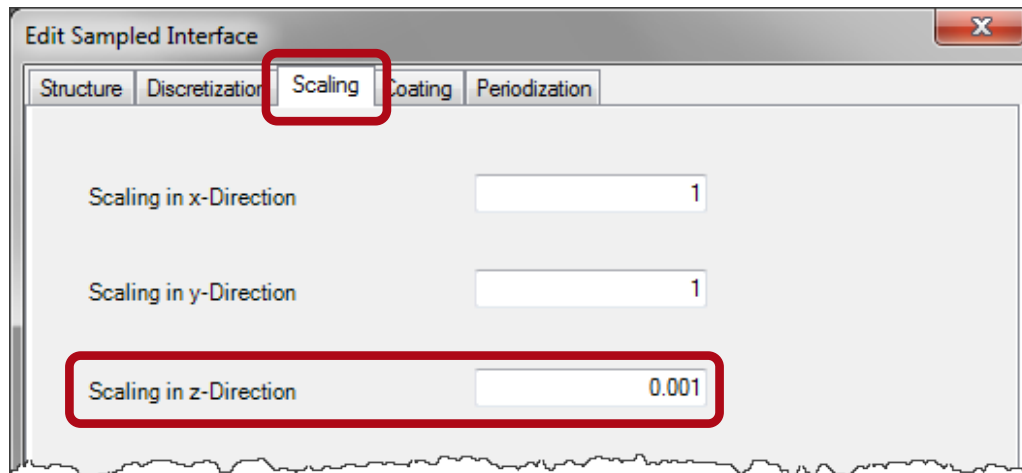 Edit Sampled Interface
x
Structure Discretization Scaling Coating Periodization
Scaling in x-Direction 1
Scaling in y-Direction 1
Scaling in z-Direction 0.001